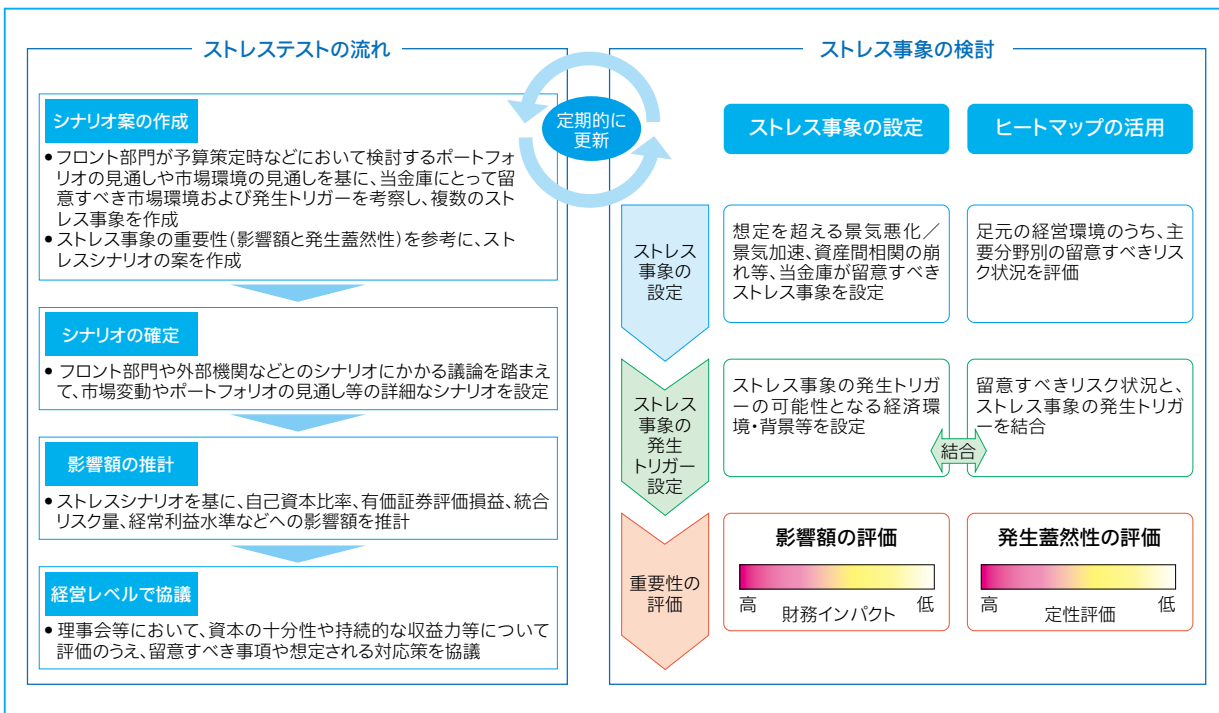 ストレステストの流れ
シナリオ案の作成
●フロント部門が予算策定時などにおいて検討するポートフォ
リオの見通しや市場環境の見通しを基に、当金庫にとって留
意すべき市場環境および発生トリガーを考察し、複数のスト
レス事象を作成
●ストレス事象の重要性(影響額と発生蓋然性)を参考に、スト
レスシナリオの案を作成
シナリオの確定
● フロント部門や外部機関などとのシナリオにかかる議論を踏まえ
て、市場変動やポートフォリオの見通し等の詳細なシナリオを設定
影響額の推計
●ストレスシナリオを基に、自己資本比率、有価証券評価損益、統合
リスク量、経常利益水準などへの影響額を推計
経営レベルで協議
● 理事会等において、資本の十分性や持続的な収益力等について
評価のうえ、留意すべき事項や想定される対応策を協議
定期的に
更新
ストレス事象の検討
ストレス事象の設定
ヒートマップの活用
ストレス
事象の
設定
想定を超える景気悪化／
景気加速、資産間相関の崩
れ等、当金庫が留意すべき
ストレス事象を設定
足元の経営環境のうち、主
要分野別の留意すべきリス
ク状況を評価
ストレス
事象の
発生
トリガー
設定
ストレス事象の発生トリガ
ーの可能性となる経済環
境・背景等を設定
結合
留意すべきリスク状況と、
ストレス事象の発生トリガ
ーを結合
重要性の
評価
影響額の評価
高
財務インパクト
低
発生蓋然性の評価
高
定性評価
低